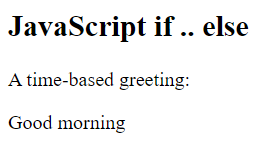 JavaScript if .. else
A time-based greeting:
Good morning